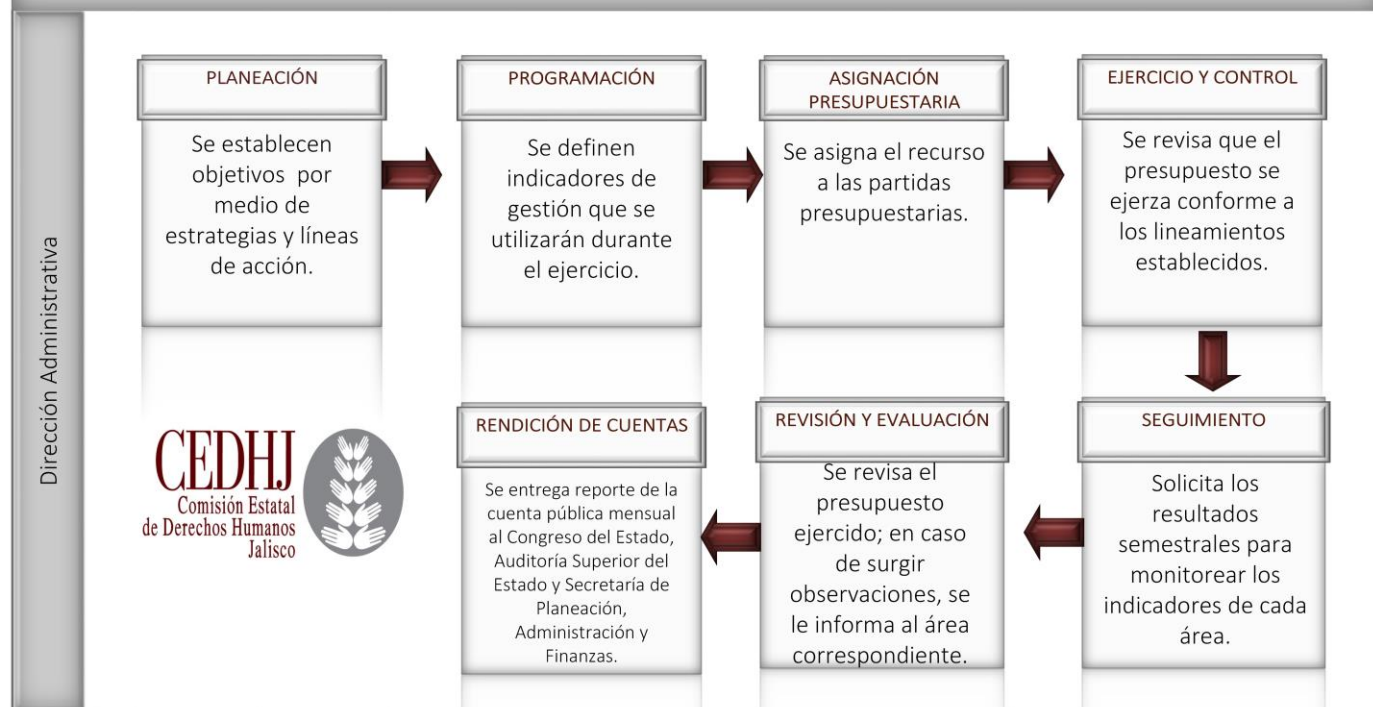 Dirección Administrativa
PLANEACIÓN
Se establecen
objetivos por
medio de
estrategias y líneas
de acción.
PROGRAMACIÓN
Se definen
indicadores de
gestión que se
utilizarán durante
el ejercicio.
ASIGNACIÓN
PRESUPUESTARIA
Se asigna el recurso
a las partidas
presupuestarias.
EJERCICIO Y CONTROL
Se revisa que el
presupuesto se
ejerza conforme a
los lineamientos
establecidos.
SEGUIMIENTO
Solicita los
resultados
semestrales para
monitorear los
indicadores de cada
área.
REVISIÓN Y EVALUACIÓN
Se revisa el
presupuesto
ejercido; en caso
de surgir
observaciones, se
le informa al área
correspondiente.
RENDICIÓN DE CUENTAS
Se entrega reporte de la
cuenta pública mensual
al Congreso del Estado,
Auditoría Superior del
Estado y Secretaría de
Planeación,
Administración y
Finanzas.
CEDHJ
Comisión Estatal
de Derechos Humanos
Jalisco